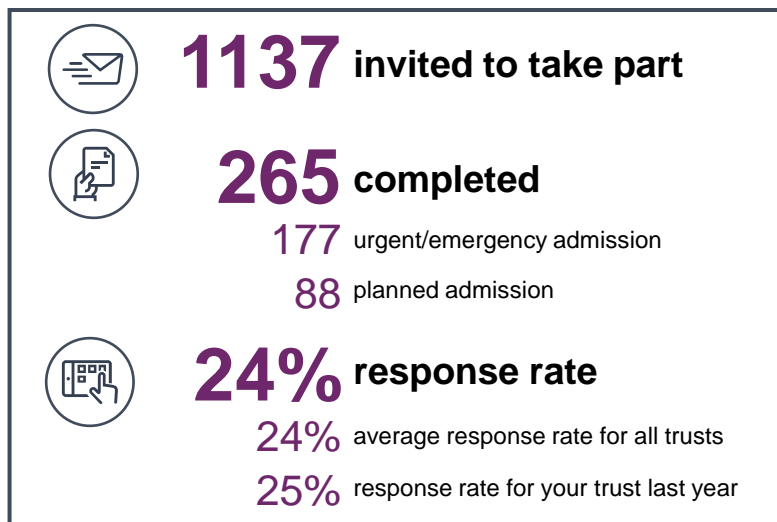 1137 invited to take part
265 completed
177 urgent/emergency admission
88 planned admission
24% response rate
24% average response rate for all trusts
25% response rate for your trust last year